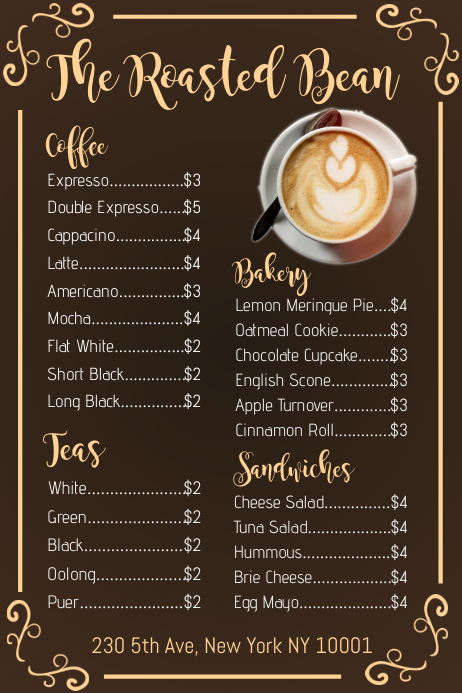 The Roasted Bean
Coffee
Expresso.................$3
Double Expresso......$5
Cappacino...............$4
Latte.......................$4
Americano...............$3
Mocha.....................$4
Flat White................$2
Short Black..............$2
Long Black...............$2
Teas
White......................$2
Green......................$2
Black.......................$2
Oolong....................$2
Puer........................$2
Bakery
Lemon Meringue Pie....$4
Oatmeal Cookie............$3
Chocolate Cupcake.......$3
English Scone...............$3
Apple Turnover.............$3
Cinnamon Roll..............$3
Sandwiches
Cheese Salad...............$4
Tuna Salad...................$4
Hummous....................$4
Brie Cheese..................$4
Egg Mayo.....................$4
230 5th Ave, New York NY 10001